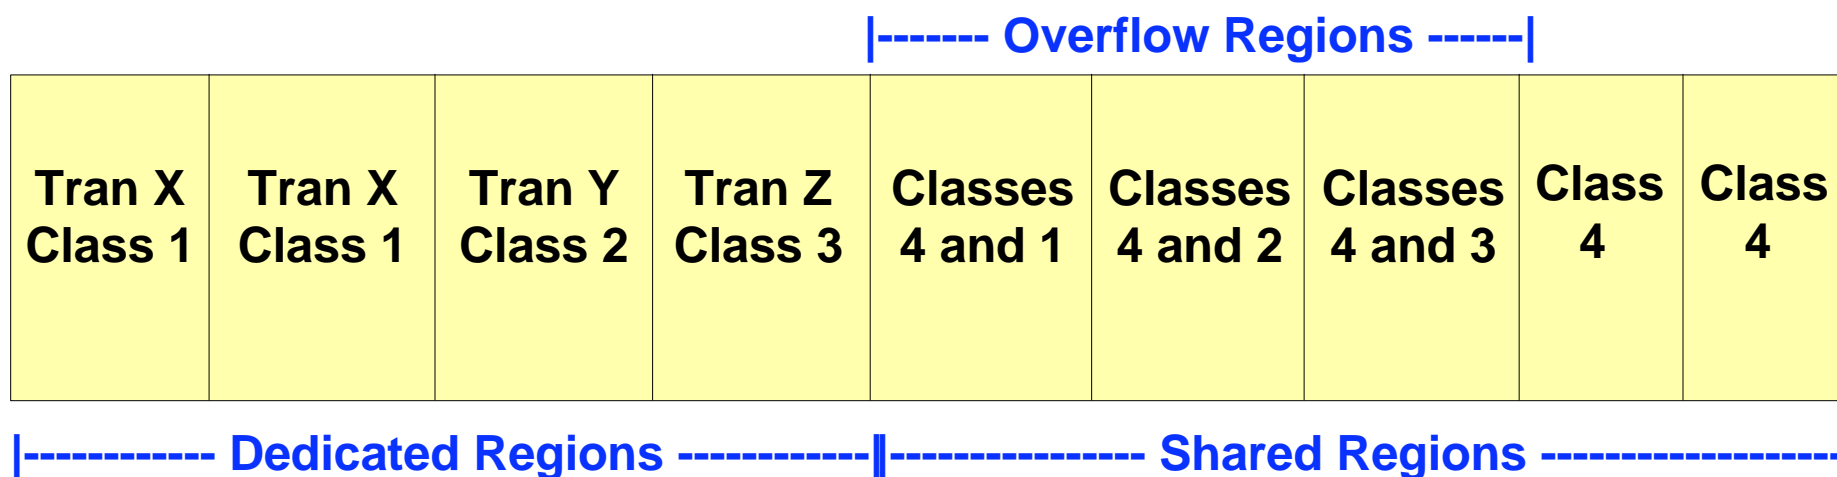 |------- Overflow Regions ------|
Tran X
Class 1
Tran X
Class 1
Tran Y
Class 2
Tran Z
Class 3
Classes
4 and 1
Classes
4 and 2
Classes
4 and 3
Class
4
Class
4
|------------ Dedicated Regions ------------||---------------- Shared Regions -------------------